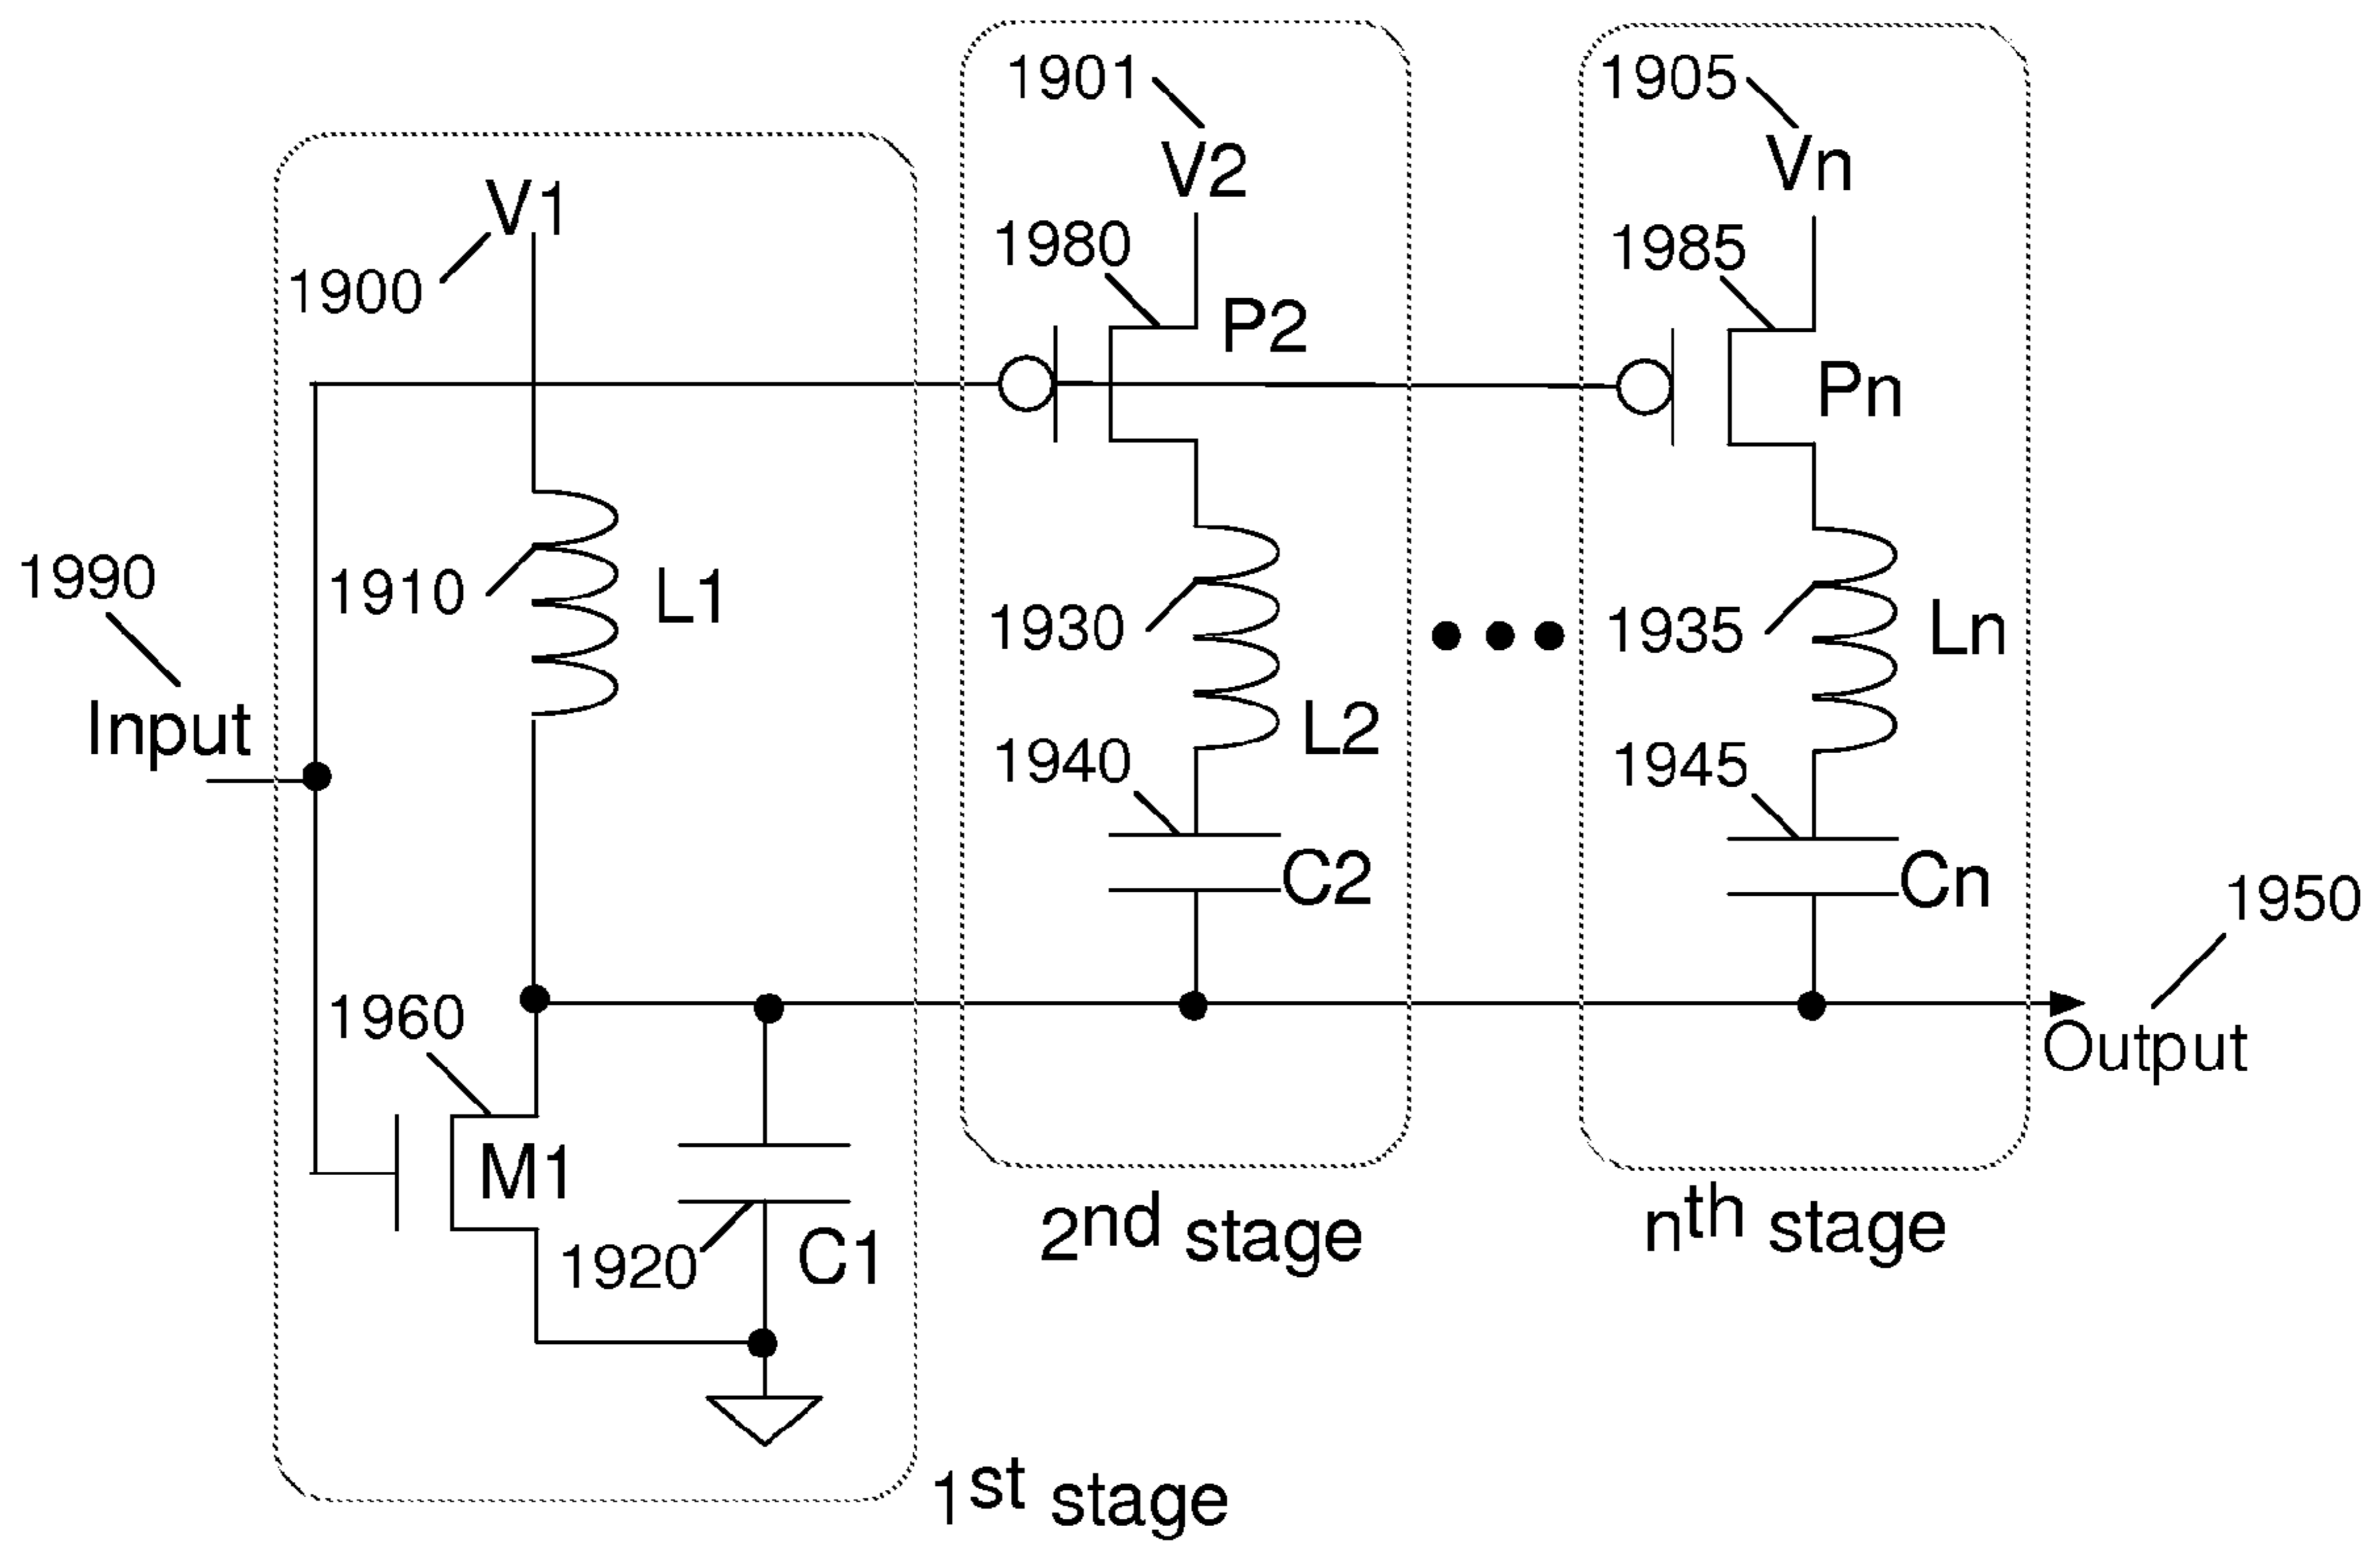 1901
1905
V2
Vn
V1
1980
1985
1900
P2
Pn
1990
1910
L1
1930
1935
Ln
Input
L2
1940
1945
C2
Cn
1950
1960
Output
M1
1920
C1
2nd stage
nth stage
1st stage